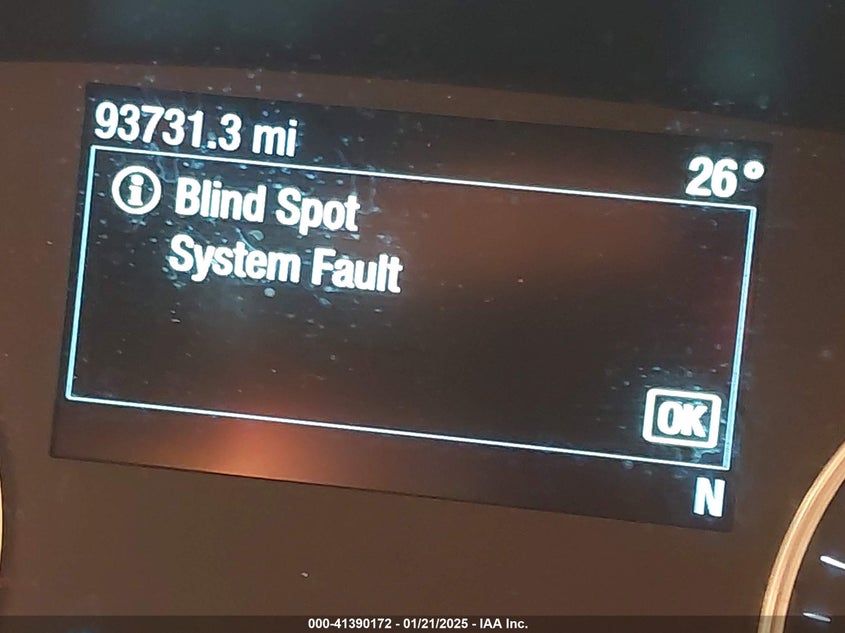 93731.3 mi
26°
i Blind Spot
System Fault
OK
N
000-41390172 - 01/21/2025 - IAA Inc.